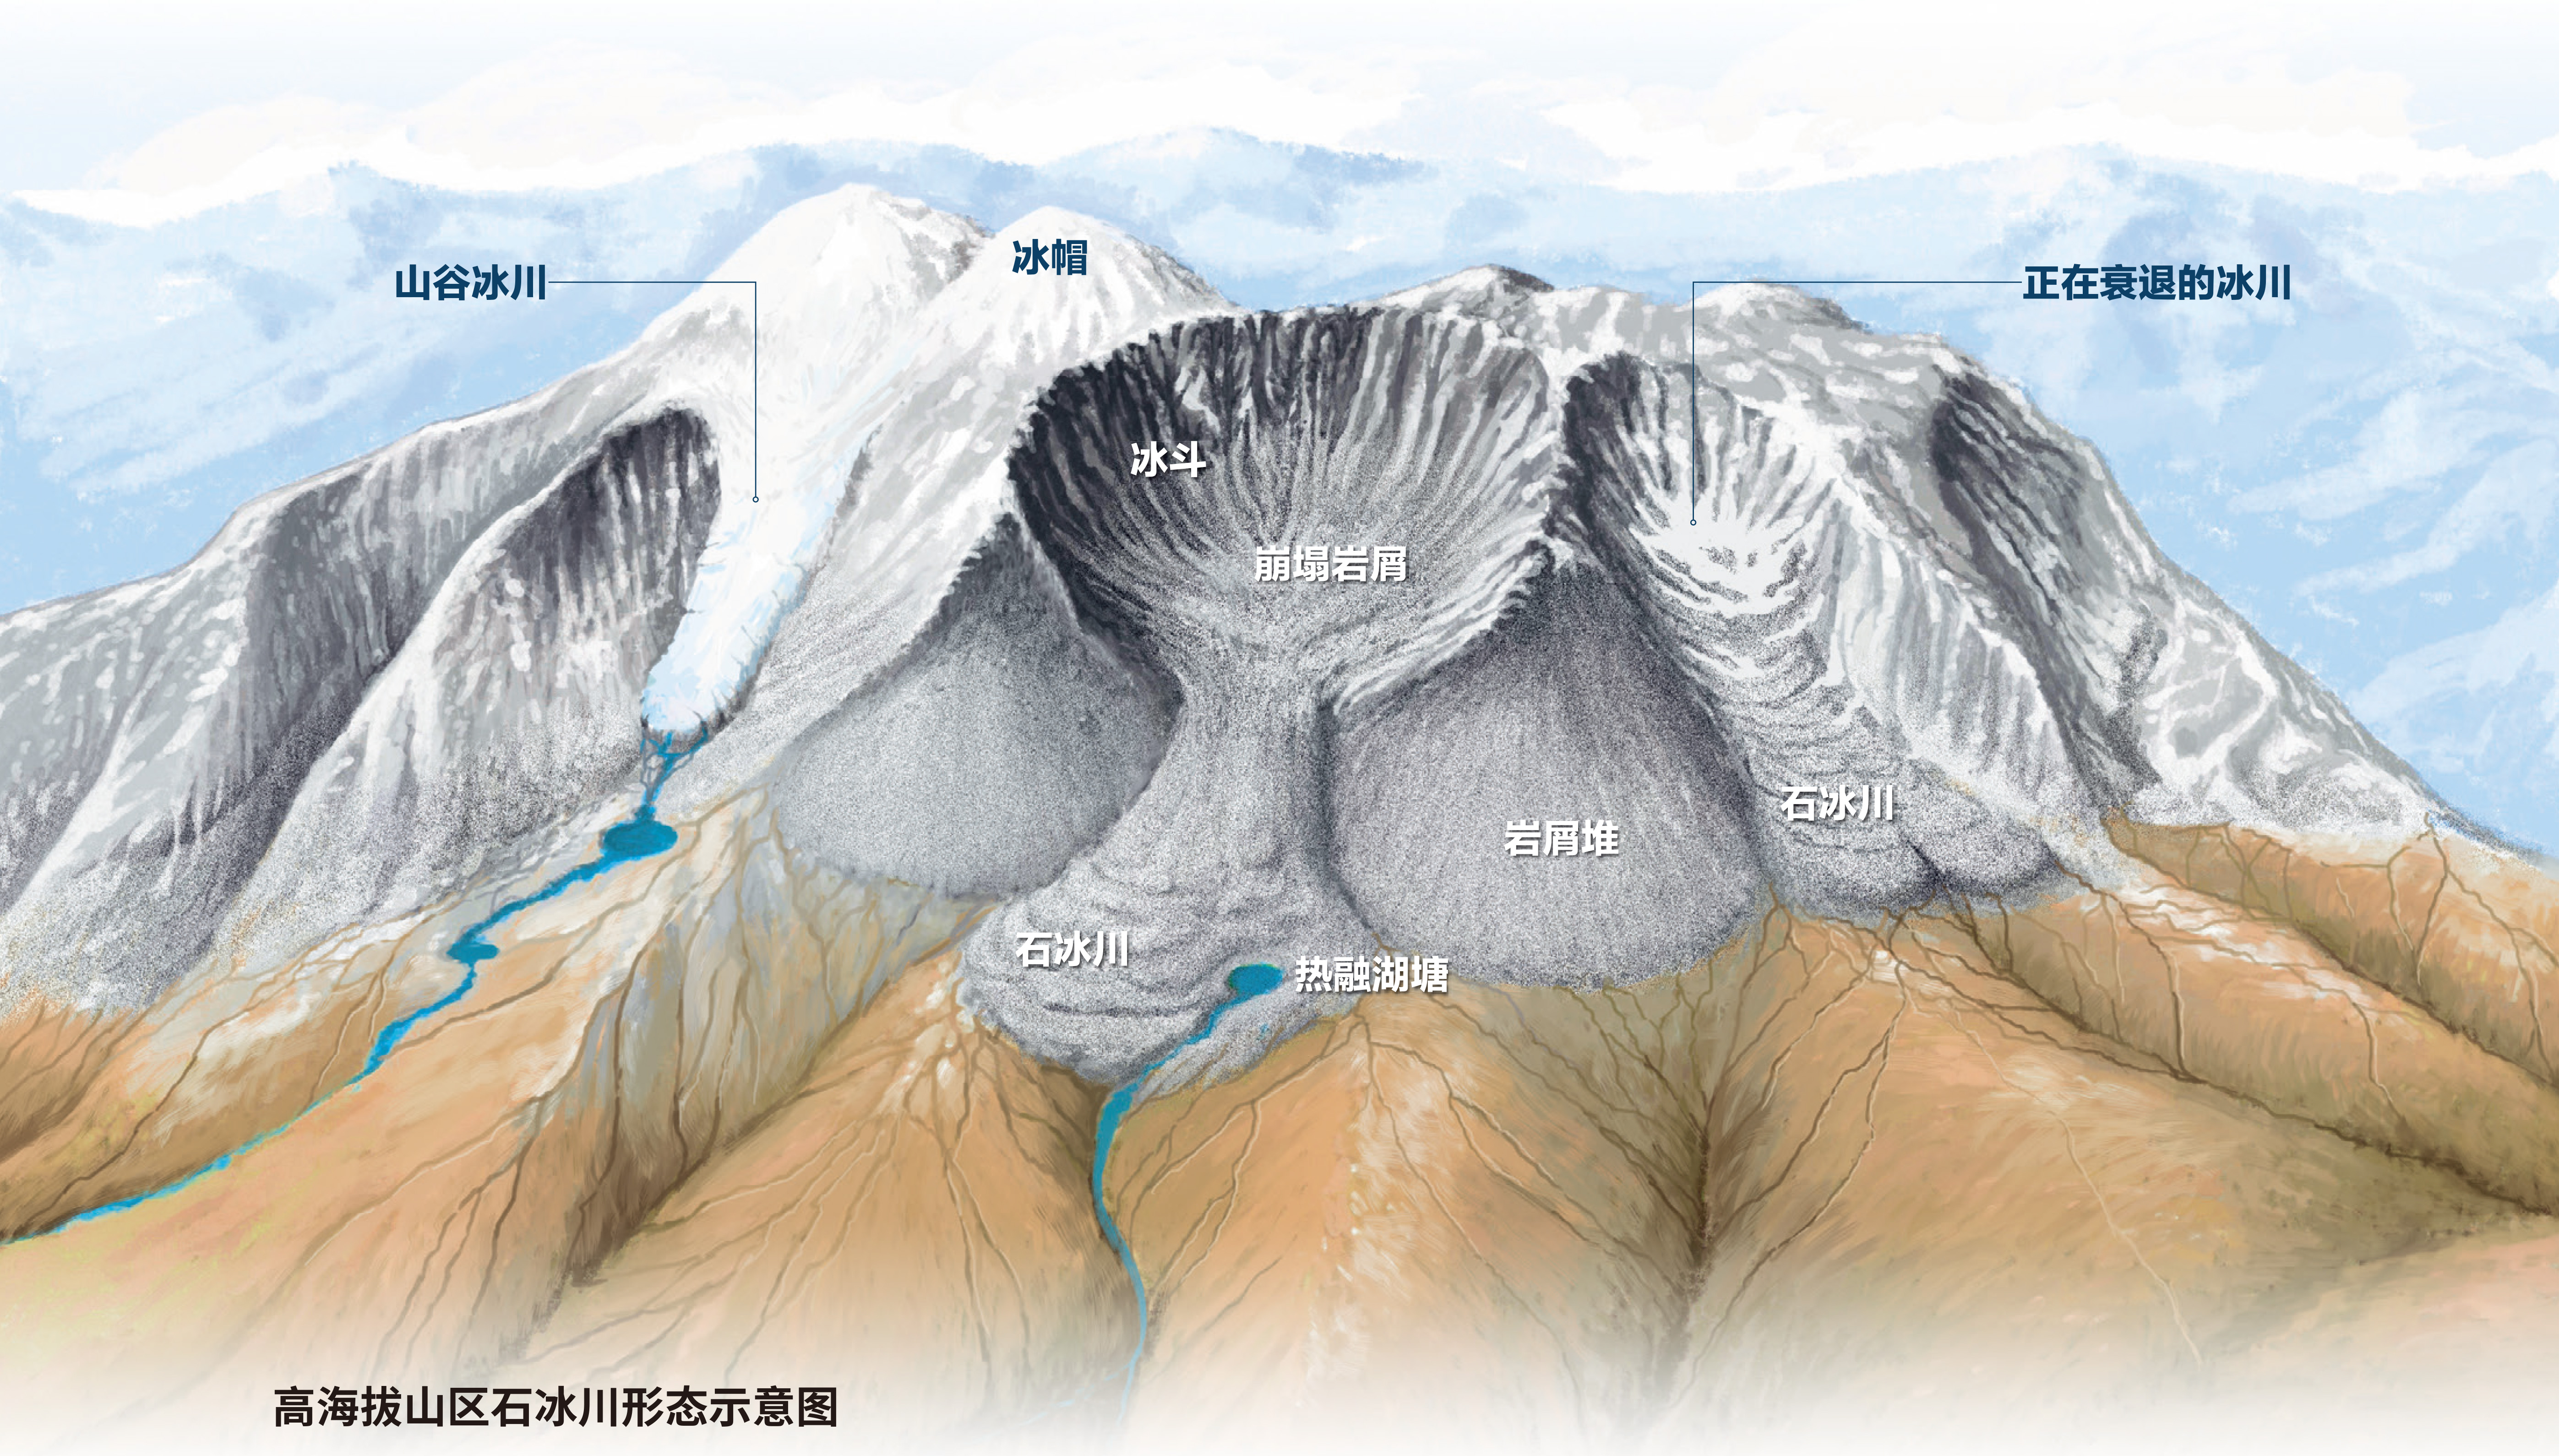 冰帽
山谷冰川
正在衰退的冰川
冰斗
崩塌岩屑
石冰川
岩屑堆
石冰川
热融湖塘
高海拔山区石冰川形态示意图